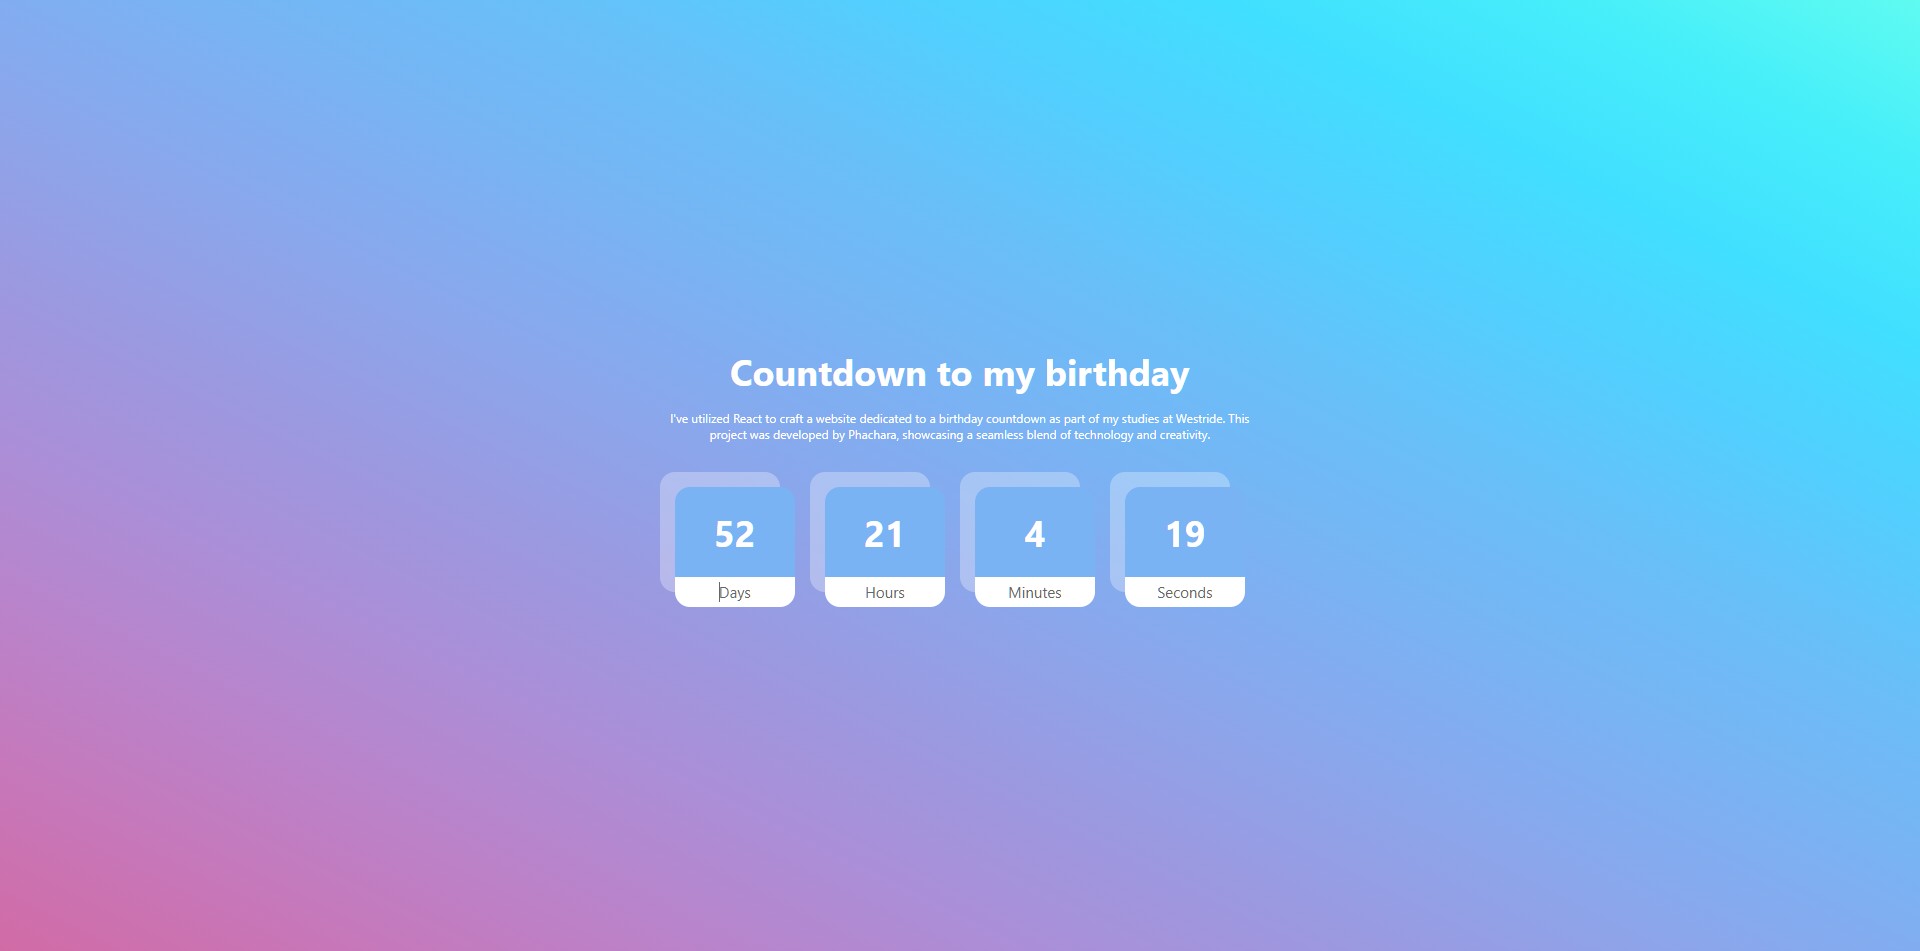 Countdown to my birthday
I've utilized React to craft a website dedicated to a birthday countdown as part of my studies at Westride. This
project was developed by Phachara, showcasing a seamless blend of technology and creativity.
52 21 4 19
Days Hours Minutes Seconds